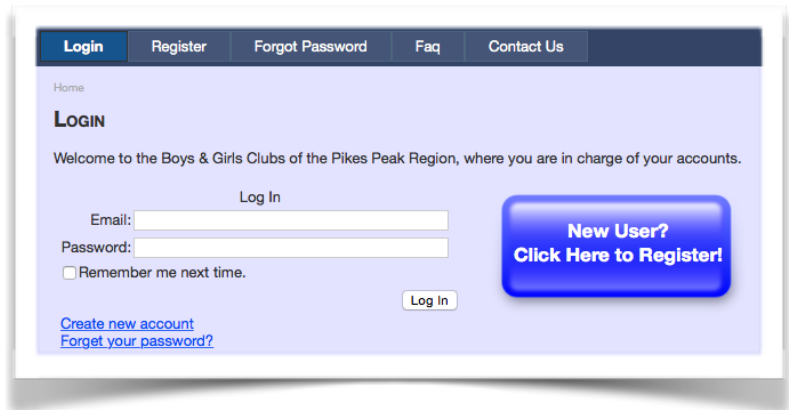 Login Register Forgot Password Faq Contact Us
Home
LOGIN
Welcome to the Boys & Girls Clubs of the Pikes Peak Region, where you are in charge of your accounts.
Log In
Email:
Password:
Remember me next time.
Log In
Create new account
Forget your password?
New User?
Click Here to Register!